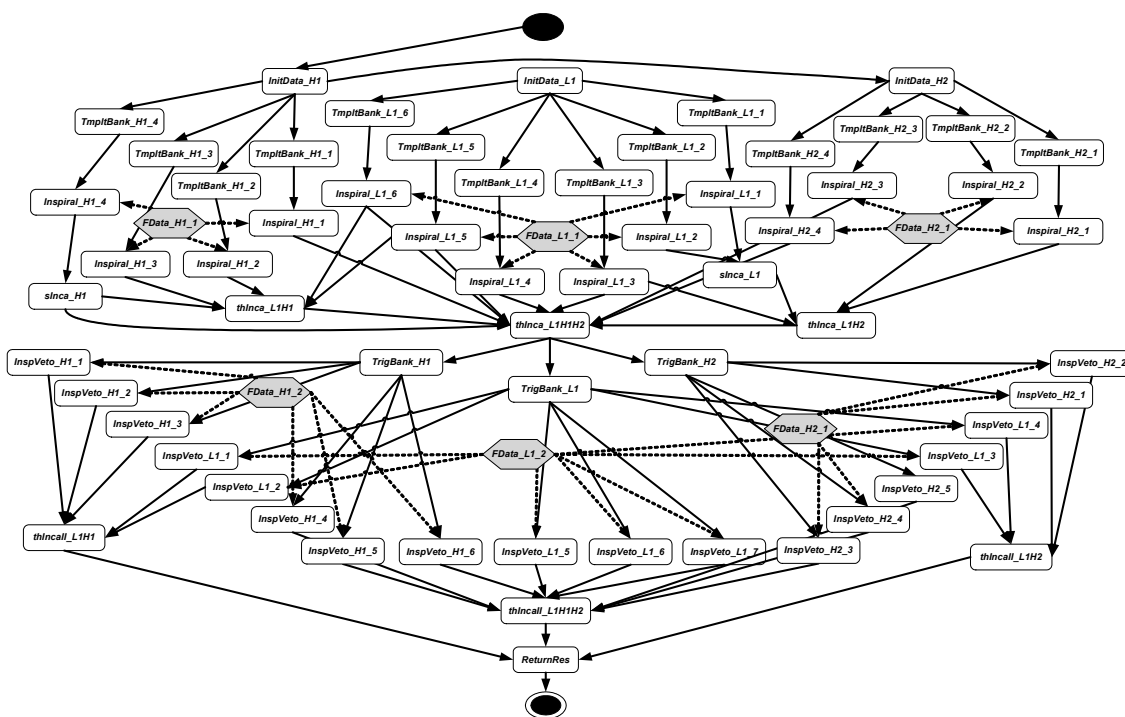 InitData_H1
InitData_L1
InitData_H2
TmpltBank_H1_4
TmpltBank_L1_6
TmpltBank_L1_1
TmpltBank_H2_3
TmpltBank_H2_2
TmpltBank_H1_3
TmpltBank_H1_1
TmpltBank_L1_5
TmpltBank_L1_2
TmpltBank_H2_4
TmpltBank_H2_1
TmpltBank_H1_2
TmpltBank_L1_4
TmpltBank_L1_3
Inspiral_H1_4
Inspiral_L1_6
Inspiral_L1_1
Inspiral_H2_3
Inspiral_H2_2
FData_H1_1
Inspiral_H1_1
Inspiral_L1_5
FData_L1_1
Inspiral_L1_2
Inspiral_H2_4
FData_H2_1
Inspiral_H2_1
Inspiral_H1_3
Inspiral_H1_2
Inspiral_L1_4
Inspiral_L1_3
sInca_L1
sInca_H1
thInca_L1H1
thInca_L1H1H2
thInca_L1H2
InspVeto_H1_1
TrigBank_H1
TrigBank_H2
InspVeto_H2_2
InspVeto_H1_2
FData_H1_2
TrigBank_L1
InspVeto_H2_1
InspVeto_H1_3
FData_H2_1
InspVeto_L1_4
InspVeto_L1_1
FData_L1_2
InspVeto_L1_3
InspVeto_L1_2
InspVeto_H2_5
InspVeto_H1_4
InspVeto_H2_4
thIncaII_L1H1
InspVeto_H1_5
InspVeto_H1_6
InspVeto_L1_5
InspVeto_L1_6
InspVeto_L1_7
InspVeto_H2_3
thIncaII_L1H2
thIncaII_L1H1H2
ReturnRes